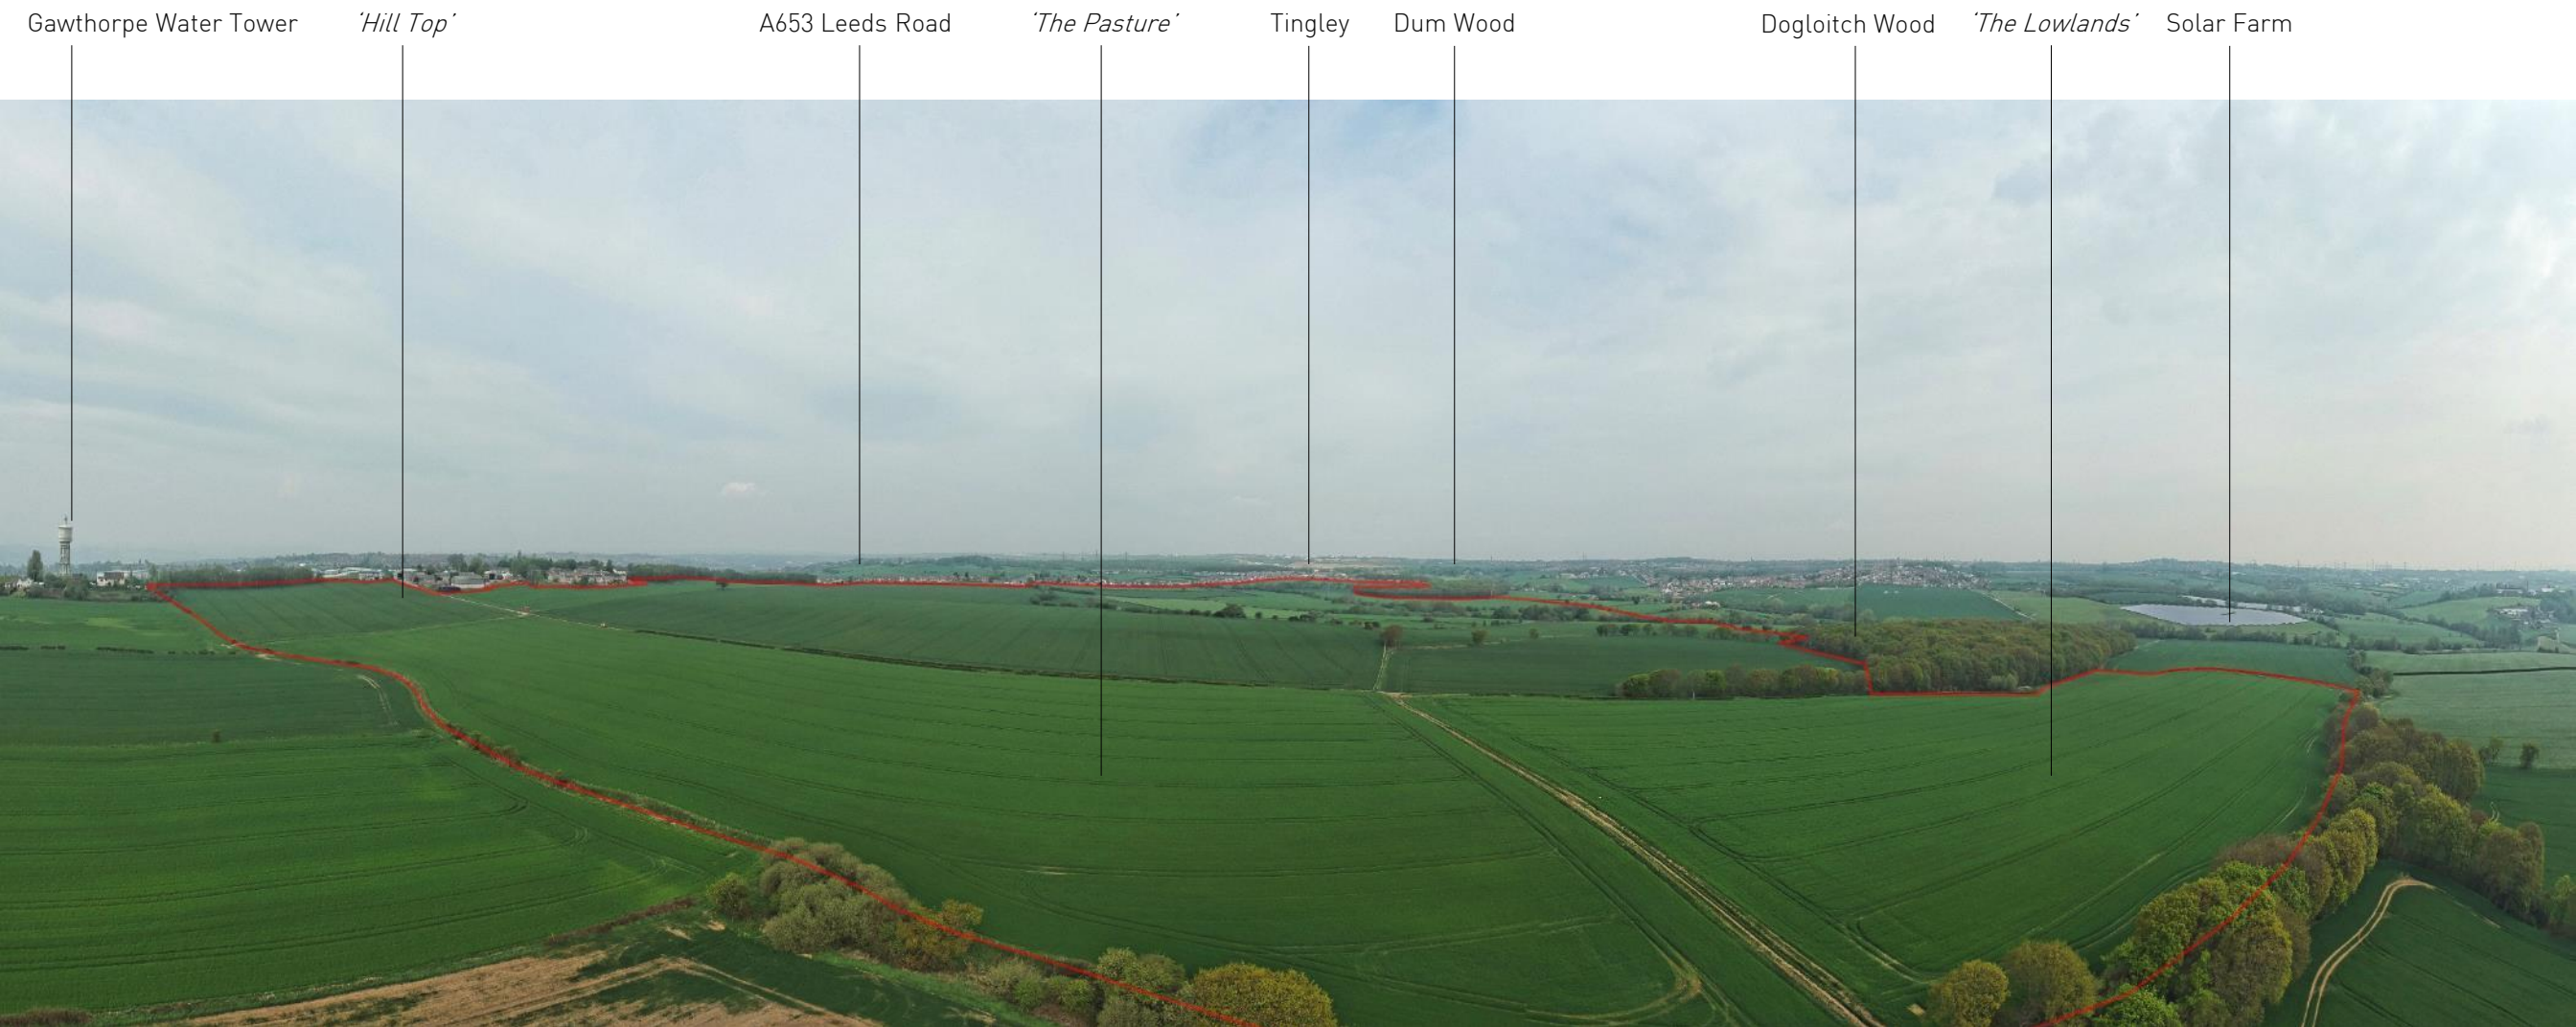 Gawthorpe Water Tower
‘Hill Top’
A653 Leeds Road
‘The Pasture’
Tingley
Dum Wood
Dogloitch Wood
‘The Lowlands’
Solar Farm